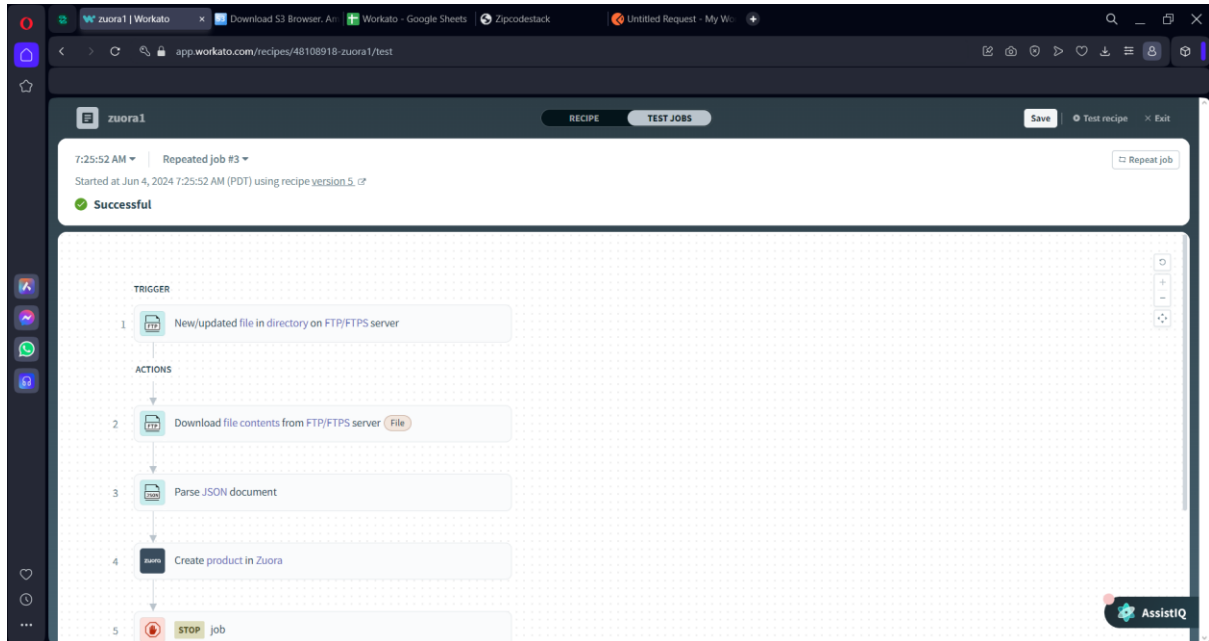 zuora1 | Workato
Download S3 Browser. Am
Workato - Google Sheets
Zipcodestack
Untitled Request - My Wo
app.workato.com/recipes/48108918-zuora1/test
zuora1
RECIPE
TEST JOBS
Save
Test recipe
Exit
7:25:52 AM
Repeated job #3
Repeat job
Started at Jun 4, 2024 7:25:52 AM (PDT) using recipe version 5
Successful
TRIGGER
1 FTP New/updated file in directory on FTP/FTPS server
ACTIONS
2 FTP Download file contents from FTP/FTPS server File
3 JSON Parse JSON document
4 zuora Create product in Zuora
5 STOP job
AssistIQ